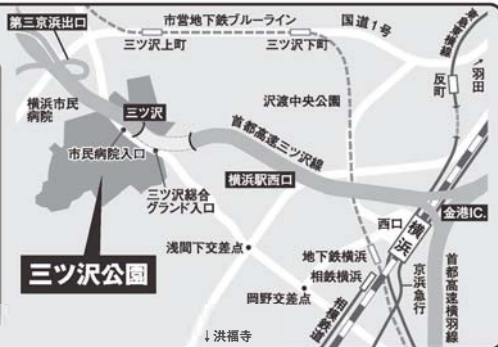 第三京浜出口
市営地下鉄ブルーライン
国道1号
東急東横線
三ツ沢上町
三ツ沢下町
↗羽田
反町
横浜市民
病院
三ツ沢
沢渡中央公園
首都高速三ツ沢線
市民病院入口
横浜駅西口
三ツ沢総合
グランド入口
金港IC.
西口
横浜
三ツ沢公園
浅間下交差点
地下鉄横浜
相鉄横浜
京浜急行
首都高速横羽線
岡野交差点
相模鉄道
↓洪福寺